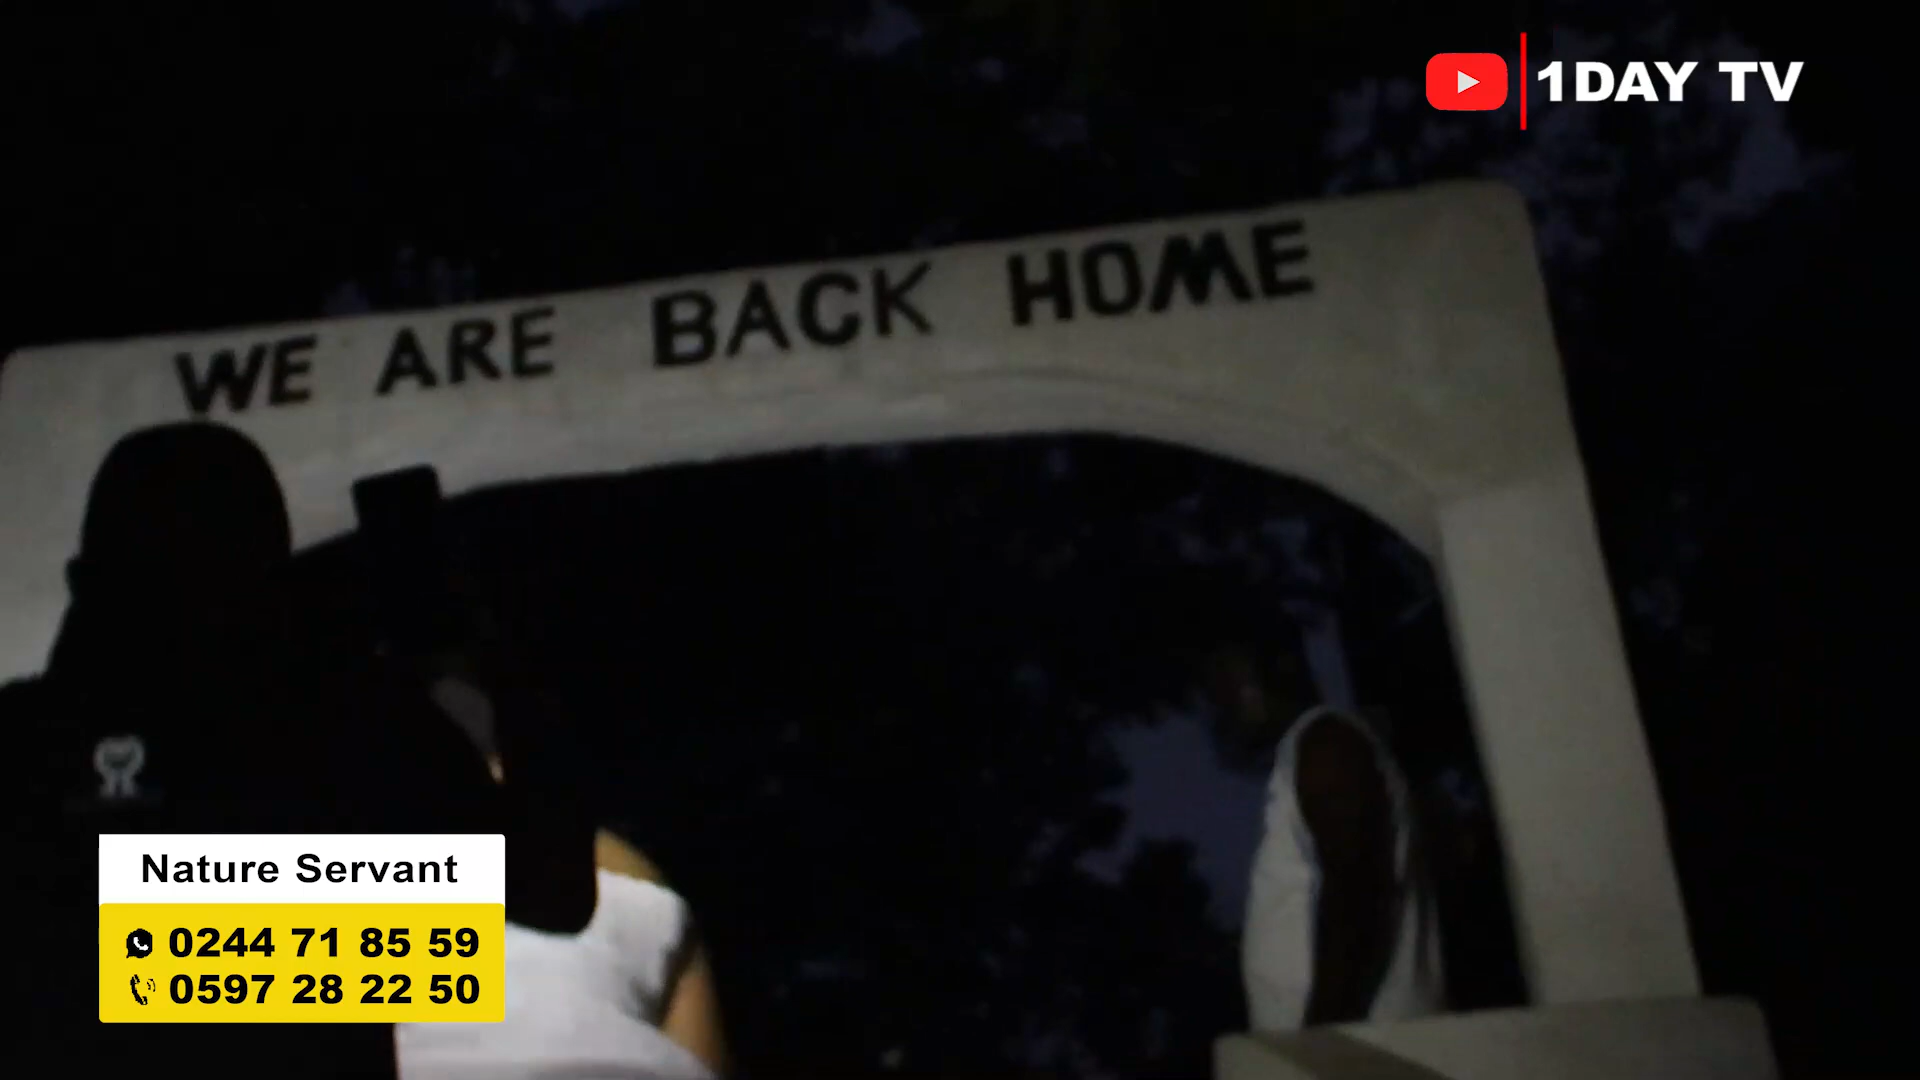 1DAY TV
WE ARE BACK HOME
Nature Servant
0244 71 85 59
0597 28 22 50